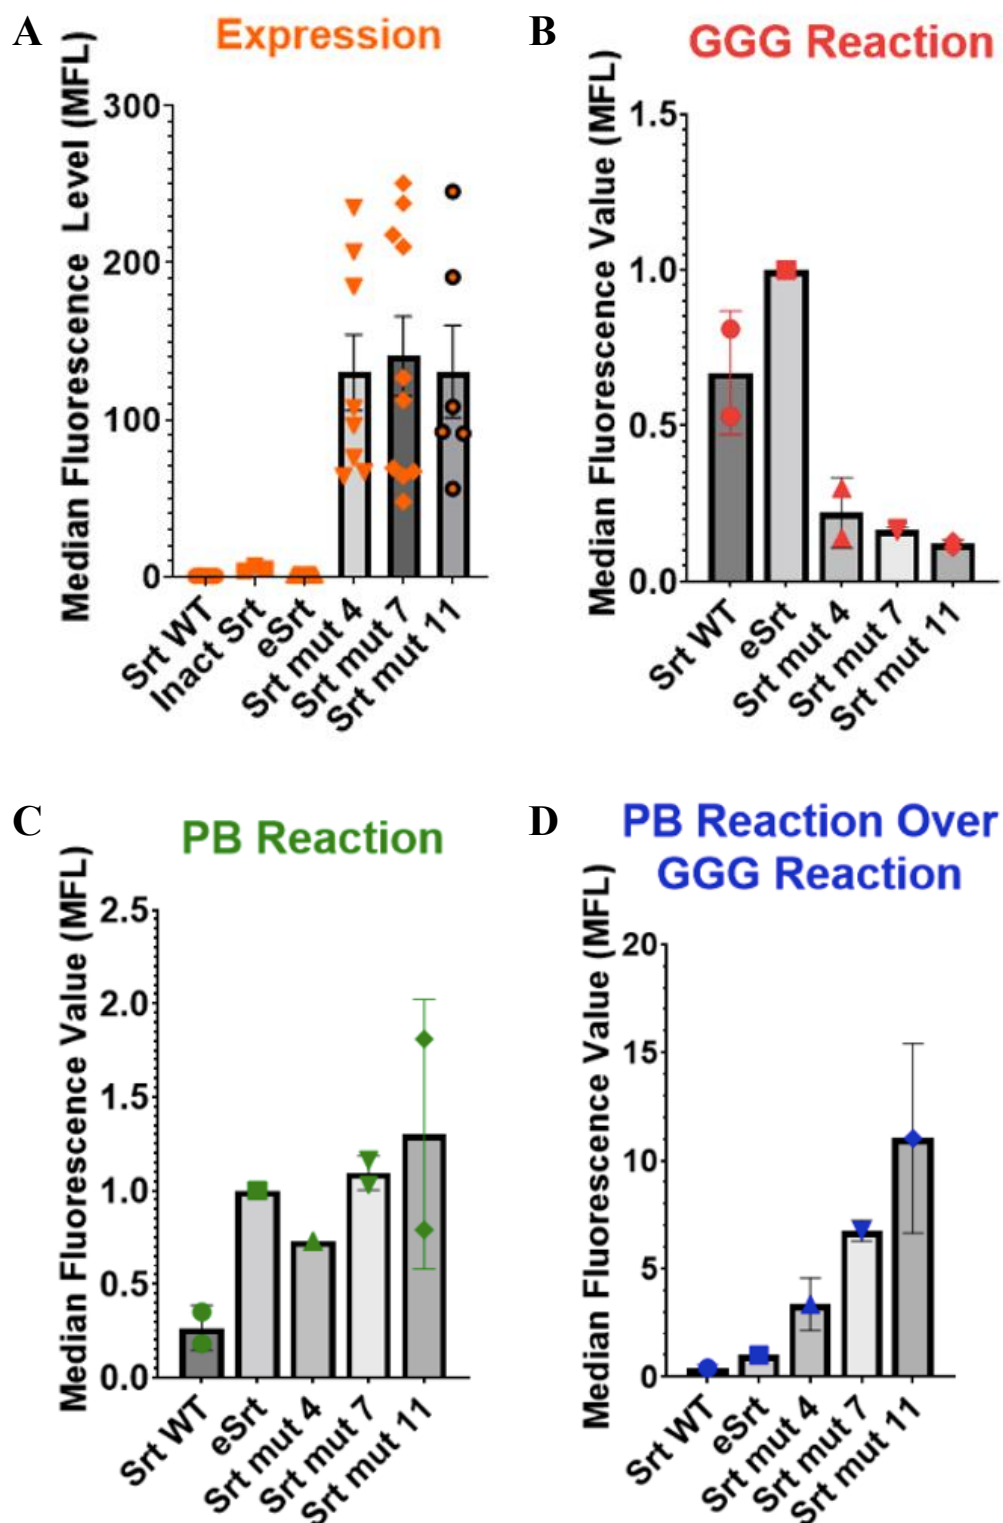 A
Expression
Median Fluorescence Level (MFL)
300
200
100
0
Srt WT
Inact Srt
eSrt
Srt mut 4
Srt mut 7
Srt mut 11
B
GGG Reaction
Median Fluorescence Value (MFL)
1.5
1.0
0.5
0.0
Srt WT
eSrt
Srt mut 4
Srt mut 7
Srt mut 11
C
PB Reaction
Median Fluorescence Value (MFL)
2.5
2.0
1.5
1.0
0.5
0.0
Srt WT
eSrt
Srt mut 4
Srt mut 7
Srt mut 11
D
PB Reaction Over
GGG Reaction
Median Fluorescence Value (MFL)
20
15
10
5
0
Srt WT
eSrt
Srt mut 4
Srt mut 7
Srt mut 11